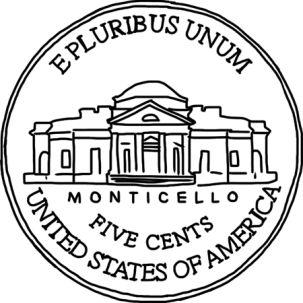 E PLURIBUS UNUM
MONTICELLO
FIVE CENTS
UNITED STATES OF AMERICA